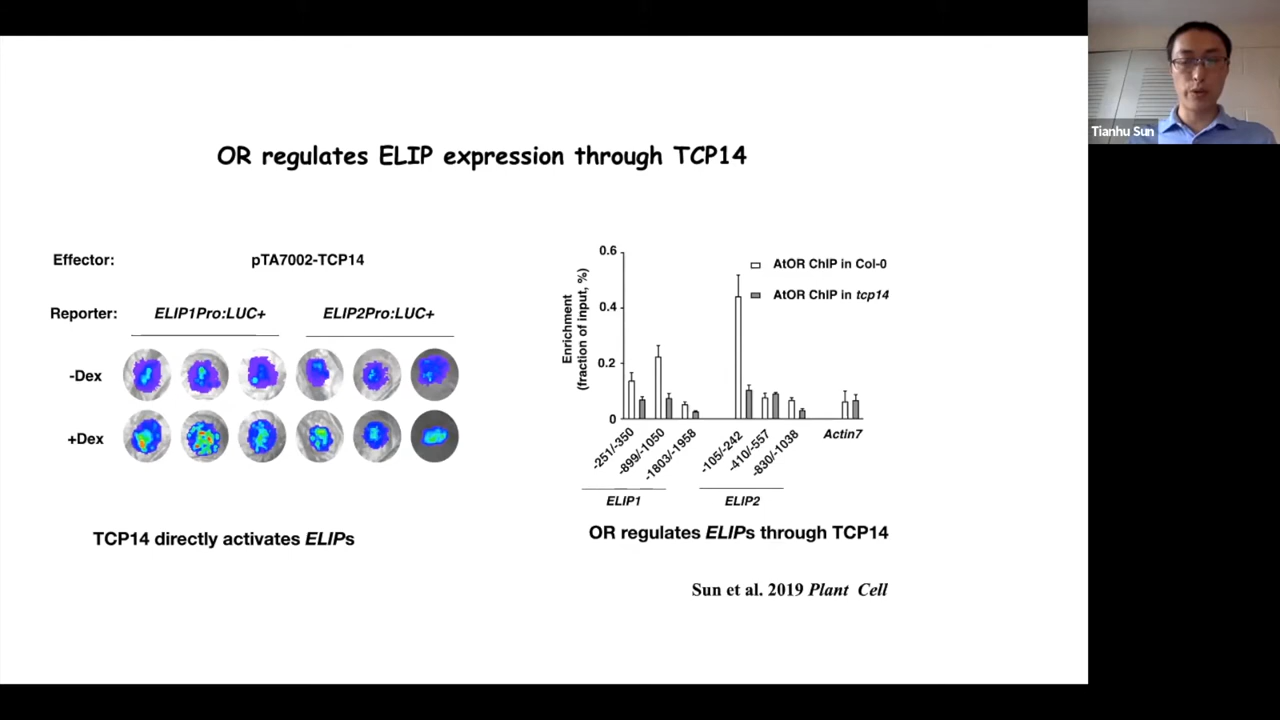 Tianhu Sun
OR regulates ELIP expression through TCP14
Effector: pTA7002-TCP14
Reporter: ELIP1Pro:LUC+ ELIP2Pro:LUC+
-Dex
+Dex
TCP14 directly activates ELIPs
Enrichment
(fraction of input, %)
0.6
0.4
0.2
0
AtOR ChIP in Col-0
AtOR ChIP in tcp14
-251/-350
-899/-1050
-1803/-1958
-105/-242
-410/-557
-830/-1038
Actin7
ELIP1
ELIP2
OR regulates ELIPs through TCP14
Sun et al. 2019 Plant Cell